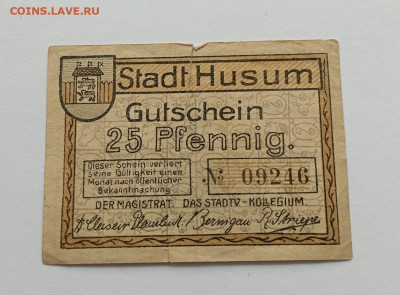 COINS.LAVE.RU
Stadt Husum
Gutschein
25 Pfennig.
Dieser Schein verliert
seine Gültigkeit einen
Monat nach öffentlicher
Bekanntmachung
№ 09246
DER MAGISTRAT. DAS STADTV-KOLLEGIUM.